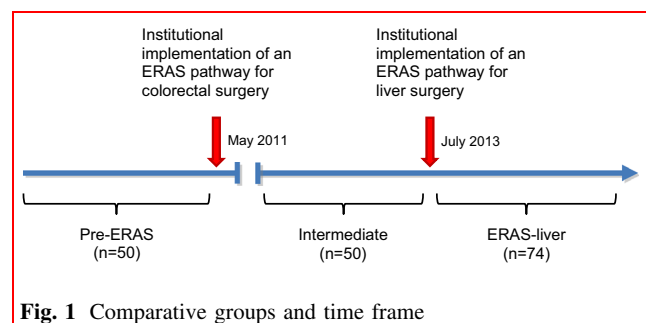 Institutional
implementation of an
ERAS pathway for
colorectal surgery
Institutional
implementation of an
ERAS pathway for
liver surgery
May 2011
July 2013
Pre-ERAS
(n=50)
Intermediate
(n=50)
ERAS-liver
(n=74)
Fig. 1 Comparative groups and time frame